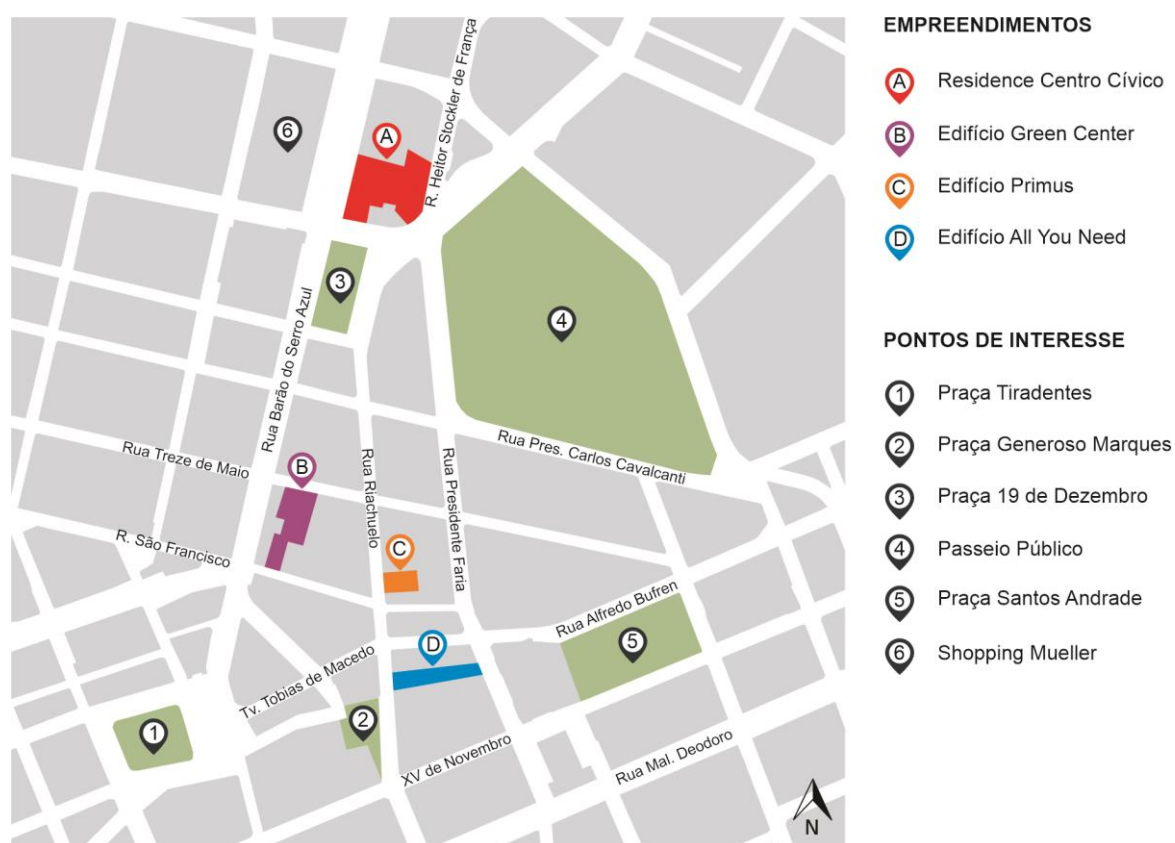 EMPREENDIMENTOS
A Residence Centro Cívico
B Edifício Green Center
C Edifício Primus
D Edifício All You Need
PONTOS DE INTERESSE
1 Praça Tiradentes
2 Praça Generoso Marques
3 Praça 19 de Dezembro
4 Passeio Público
5 Praça Santos Andrade
6 Shopping Mueller
R. Heitor Stockler de França
6
A
3
4
Rua Barão do Serro Azul
Rua Treze de Maio
B
Rua Riachuelo
Rua Presidente Faria
Rua Pres. Carlos Cavalcanti
R. São Francisco
C
Rua Alfredo Bufren
D
5
Tv. Tobias de Macedo
1
2
XV de Novembro
Rua Mal. Deodoro
N